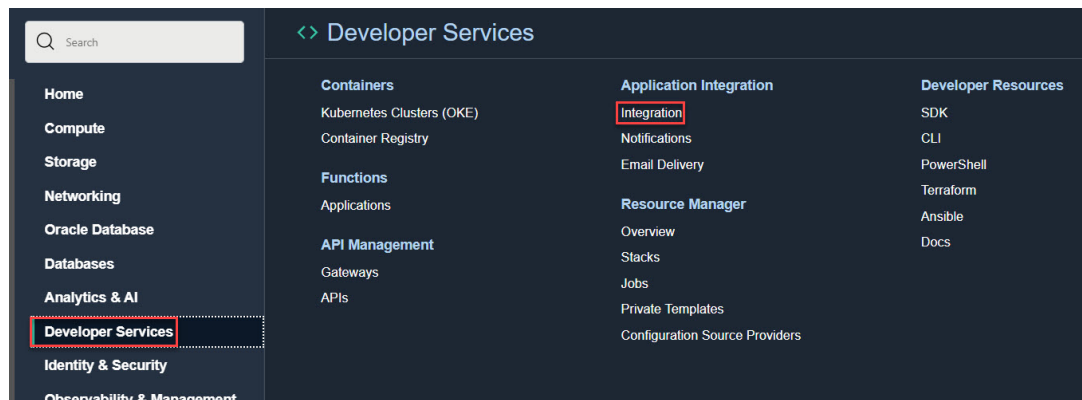 Search
Home
Compute
Storage
Networking
Oracle Database
Databases
Analytics & AI
Developer Services
Identity & Security
Observability & Management
Developer Services
Containers
Kubernetes Clusters (OKE)
Container Registry
Functions
Applications
API Management
Gateways
APIs
Application Integration
Integration
Notifications
Email Delivery
Resource Manager
Overview
Stacks
Jobs
Private Templates
Configuration Source Providers
Developer Resources
SDK
CLI
PowerShell
Terraform
Ansible
Docs